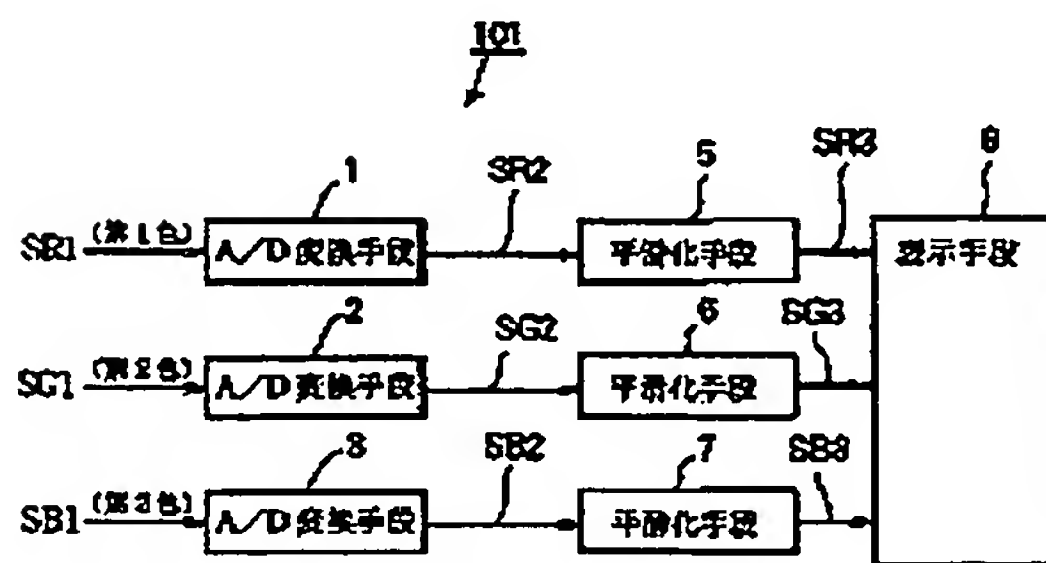 101
1
SR2
5
SR3
8
SR1
(第1色)
A/D変換手段
平滑化手段
表示手段
2
SG2
6
SG3
SG1
(第2色)
A/D変換手段
平滑化手段
3
SB2
7
SB3
SB1
(第3色)
A/D変換手段
平滑化手段